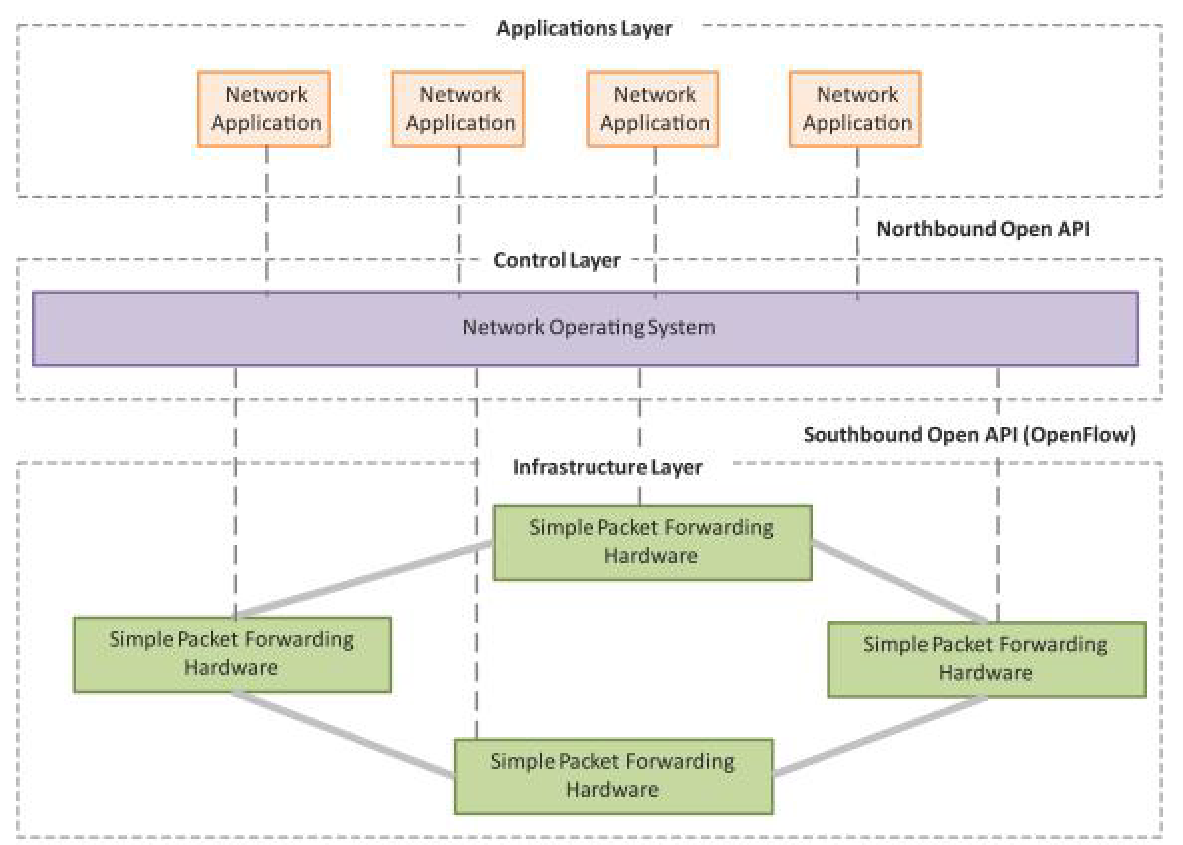 Applications Layer
Network
Application
Network
Application
Network
Application
Network
Application
Northbound Open API
Control Layer
Network Operating System
Southbound Open API (OpenFlow)
Infrastructure Layer
Simple Packet Forwarding
Hardware
Simple Packet Forwarding
Hardware
Simple Packet Forwarding
Hardware
Simple Packet Forwarding
Hardware